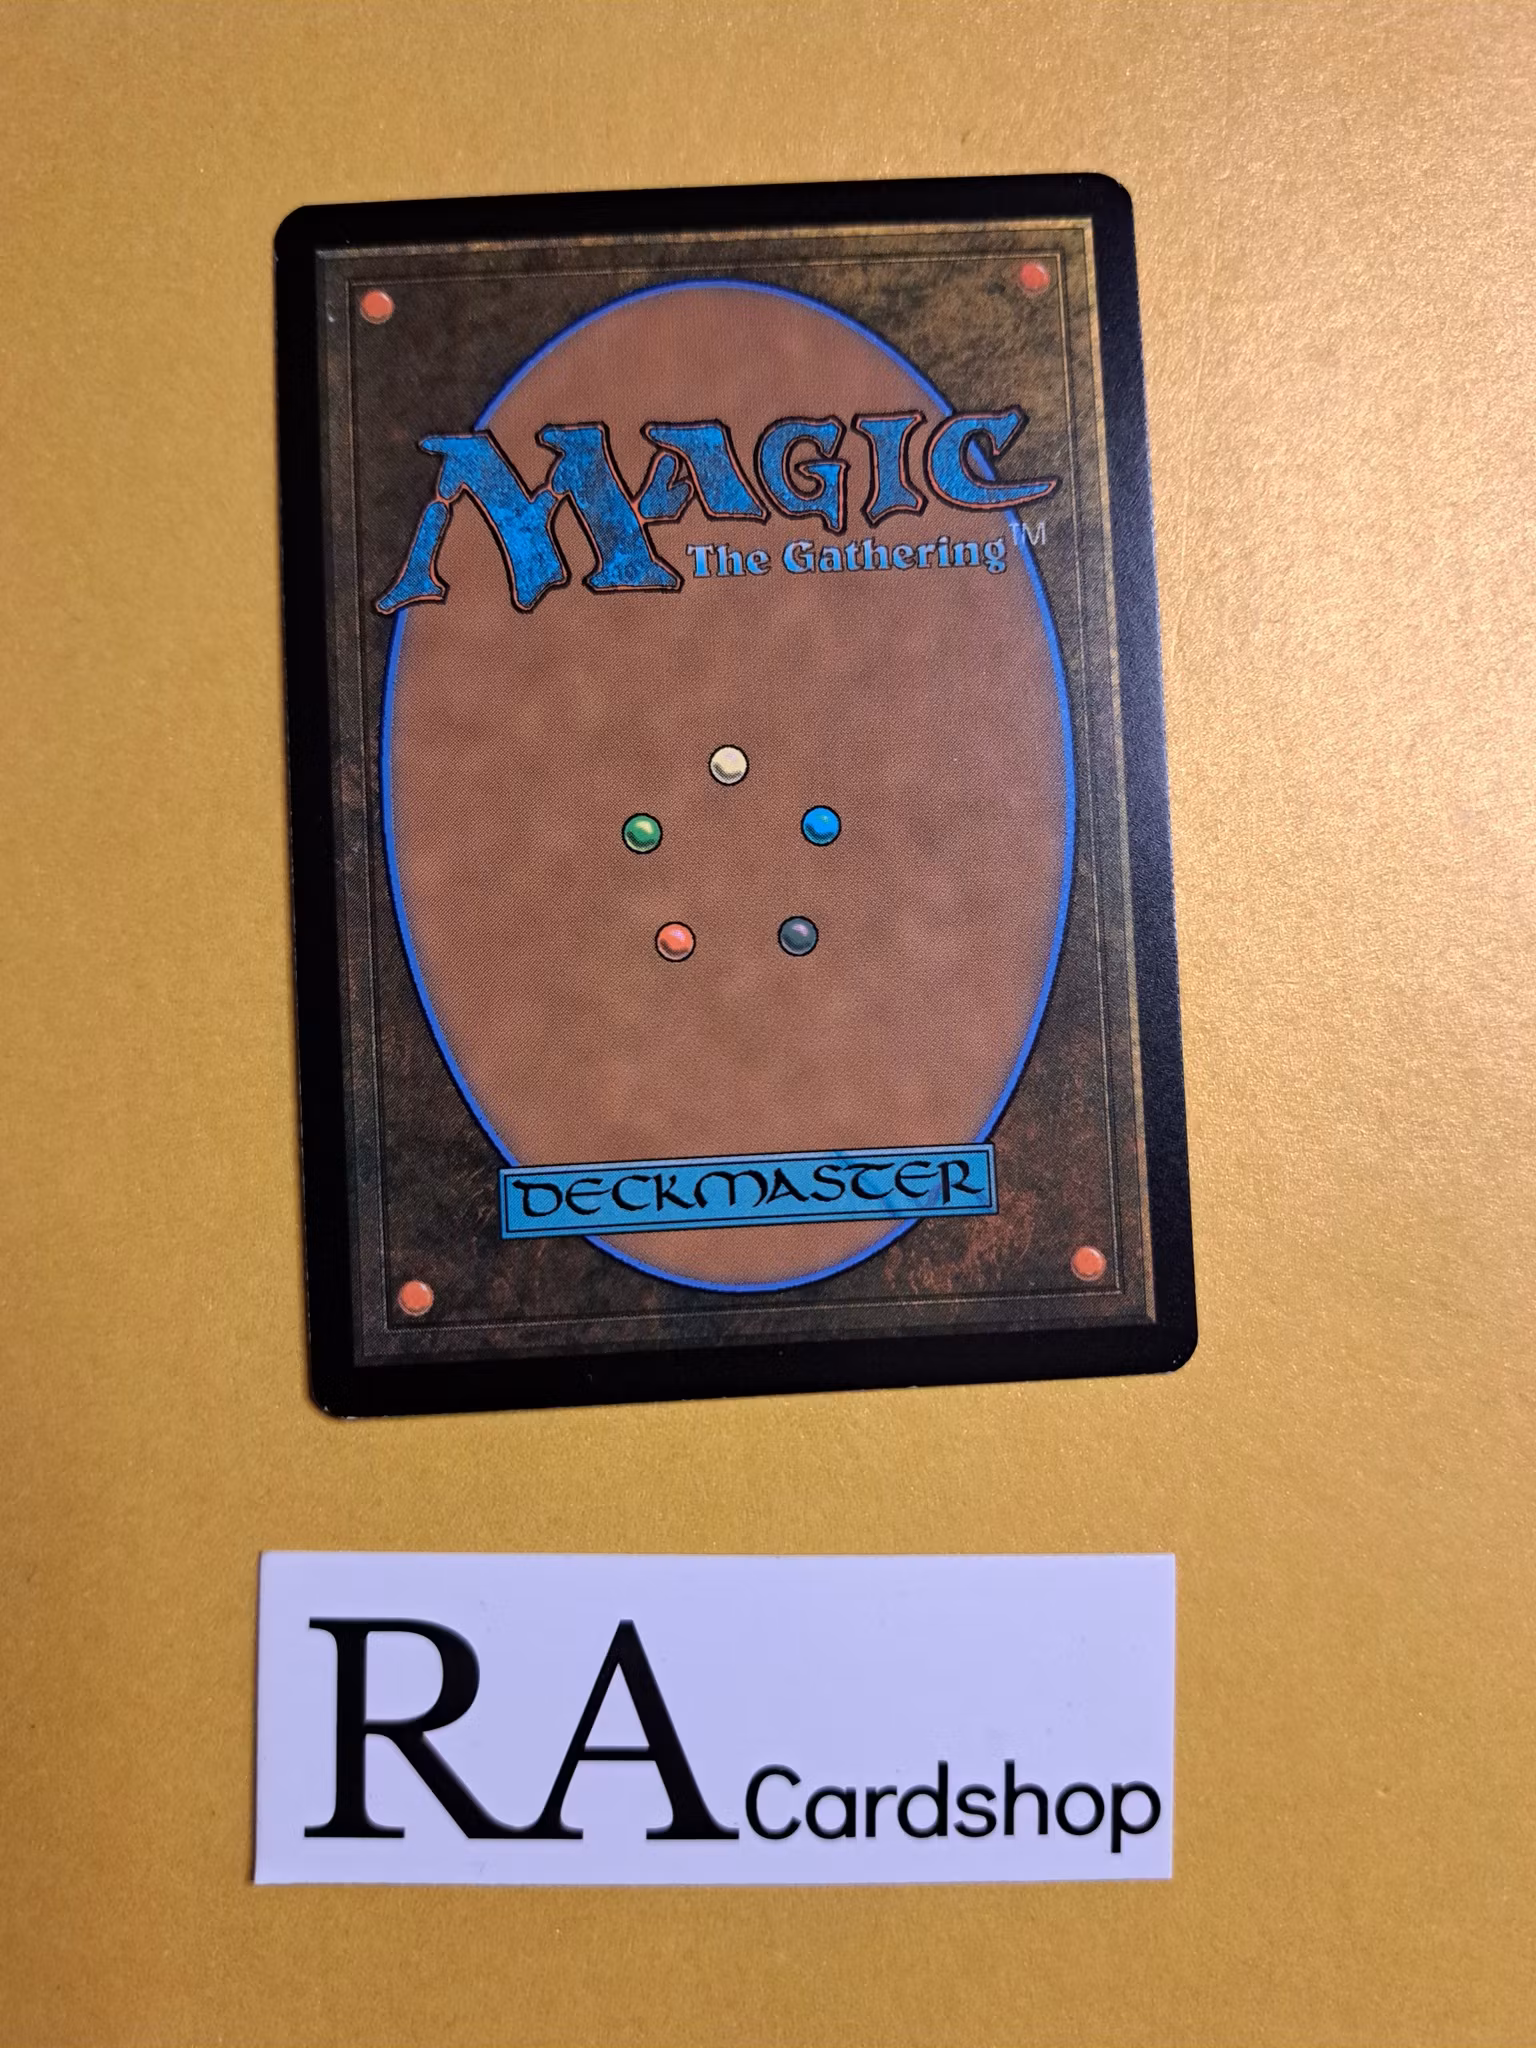 MAGIC
The Gathering™
DECKMASTER
RA Cardshop